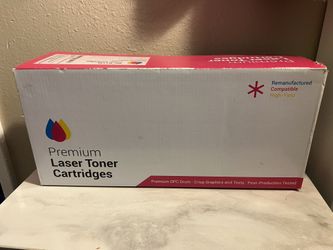 Remanufactured
Compatible
High-Yield
Premium
Laser Toner
Cartridges
Premium OPC Drum · Crisp Graphics and Texts · Post-Production Tested